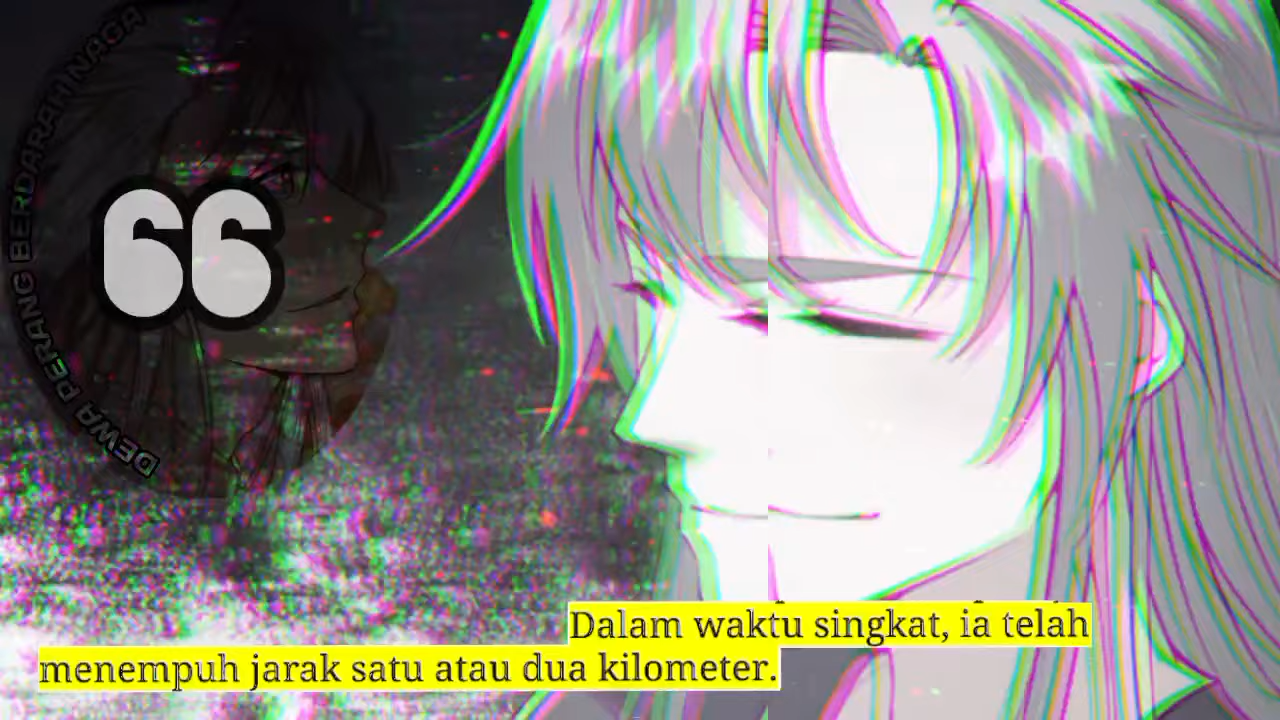 DEWA PERANG BERDARAH NAGA
66
Dalam waktu singkat, ia telah
menempuh jarak satu atau dua kilometer.